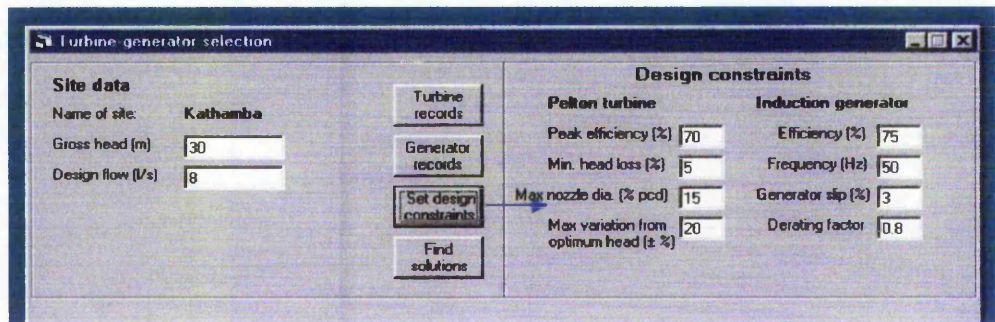 Turbine-generator selection
Site data
Name of site: Kathamba
Gross head (m) 30
Design flow (l/s) 8
Turbine
records
Generator
records
Set design
constraints
Find
solutions
Design constraints
Pelton turbine
Peak efficiency (%) 70
Min. head loss (%) 5
Max nozzle dia. (% pcd) 15
Max variation from
optimum head (± %) 20
Induction generator
Efficiency (%) 75
Frequency (Hz) 50
Generator slip (%) 3
Derating factor 0.8